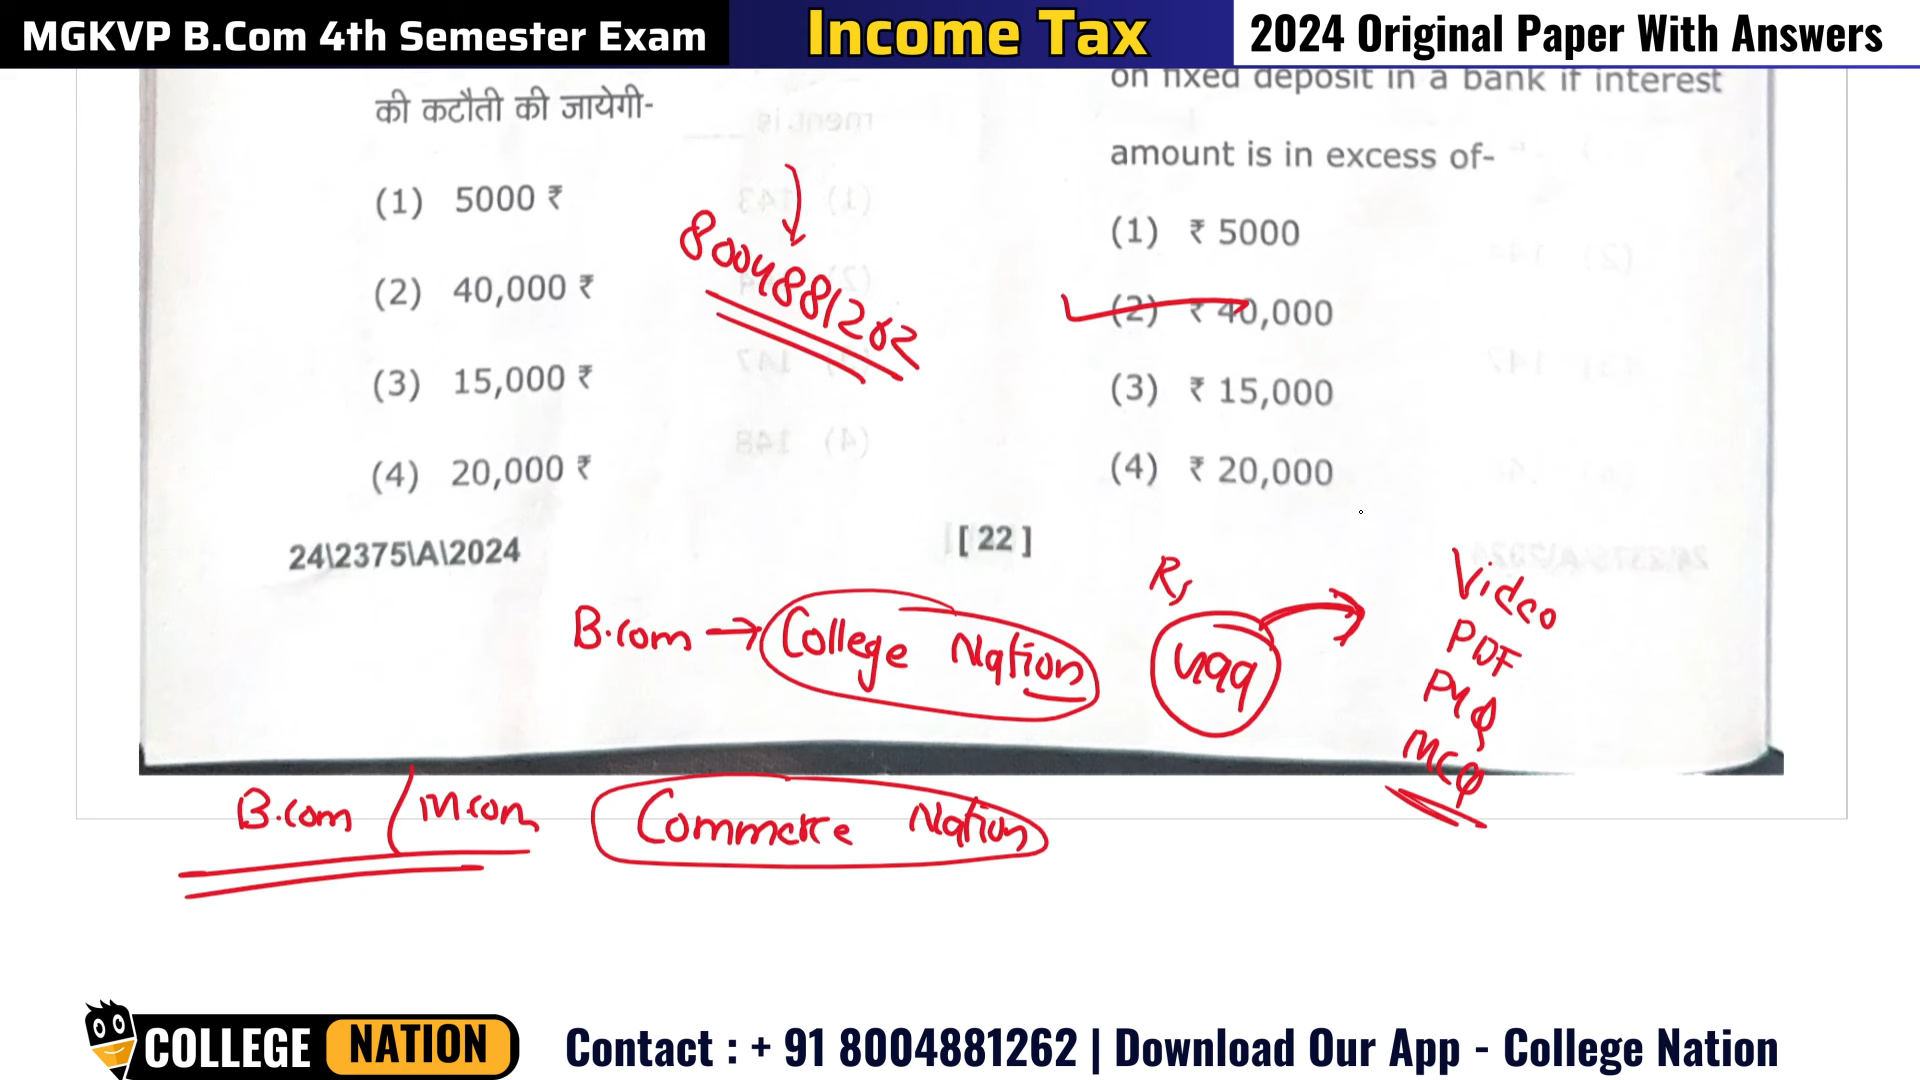 MGKVP B.Com 4th Semester Exam
Income Tax
2024 Original Paper With Answers
की कटौती की जायेगी-
(1) 5000 ₹
(2) 40,000 ₹
(3) 15,000 ₹
(4) 20,000 ₹
8004881262
on fixed deposit in a bank if interest
amount is in excess of-
(1) ₹ 5000
(2) ₹ 40,000
(3) ₹ 15,000
(4) ₹ 20,000
24\2375\A\2024
[ 22 ]
B.com → College Nation
Rs
499
Video
PDF
PYQ
MCQ
B.com / M.com
Commerce Nation
COLLEGE NATION
Contact : + 91 8004881262 | Download Our App - College Nation